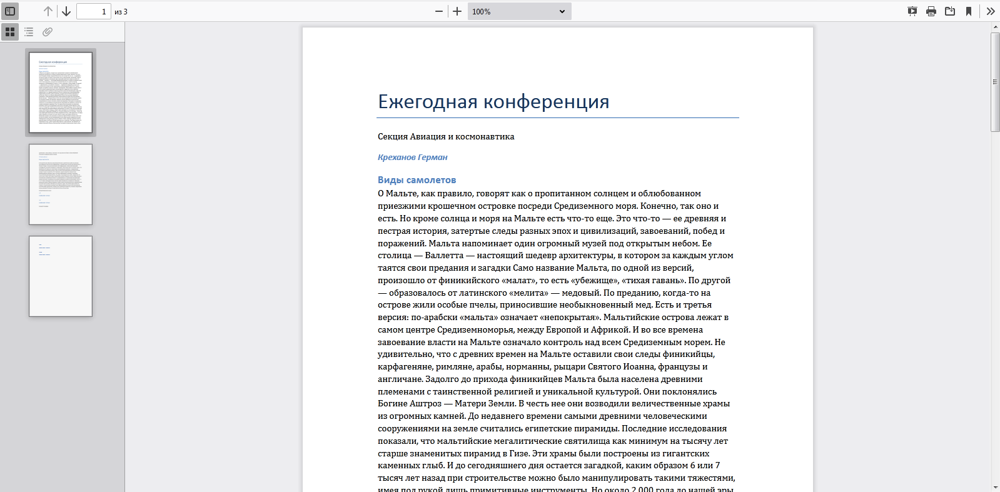 1 из 3
100%
Ежегодная конференция
Секция Авиация и космонавтика
Креханов Герман
Виды самолетов
О Мальте, как правило, говорят как о пропитанном солнцем и облюбованном
приезжими крошечном островке посреди Средиземного моря. Конечно, так оно и
есть. Но кроме солнца и моря на Мальте есть что-то еще. Это что-то — ее древняя и
пестрая история, затертые следы разных эпох и цивилизаций, завоеваний, побед и
поражений. Мальта напоминает один огромный музей под открытым небом. Ее
столица — Валлетта — настоящий шедевр архитектуры, в котором за каждым углом
таятся свои предания и загадки Само название Мальта, по одной из версий,
произошло от финикийского «малат», то есть «убежище», «тихая гавань». По другой
— образовалось от латинского «мелита» — медовый. По преданию, когда-то на
острове жили особые пчелы, приносившие необыкновенный мед. Есть и третья
версия: по-арабски «мальта» означает «непокрытая». Мальтийские острова лежат в
самом центре Средиземноморья, между Европой и Африкой. И во все времена
завоевание власти на Мальте означало контроль над всем Средиземным морем. Не
удивительно, что с древних времен на Мальте оставили свои следы финикийцы,
карфагеняне, римляне, арабы, норманны, рыцари Святого Иоанна, французы и
англичане. Задолго до прихода финикийцев Мальта была населена древними
племенами с таинственной религией и уникальной культурой. Они поклонялись
Богине Аштроз — Матери Земли. В честь нее они возводили величественные храмы
из огромных камней. До недавнего времени самыми древними человеческими
сооружениями на земле считались египетские пирамиды. Последние исследования
показали, что мальтийские мегалитические святилища как минимум на тысячу лет
старше знаменитых пирамид в Гизе. Эти храмы были построены из гигантских
каменных глыб. И до сегодняшнего дня остается загадкой, каким образом 6 или 7
тысяч лет назад при строительстве можно было манипулировать такими тяжестями,
имея под рукой лишь примитивные инструменты. Но около 2 000 года до нашей эры